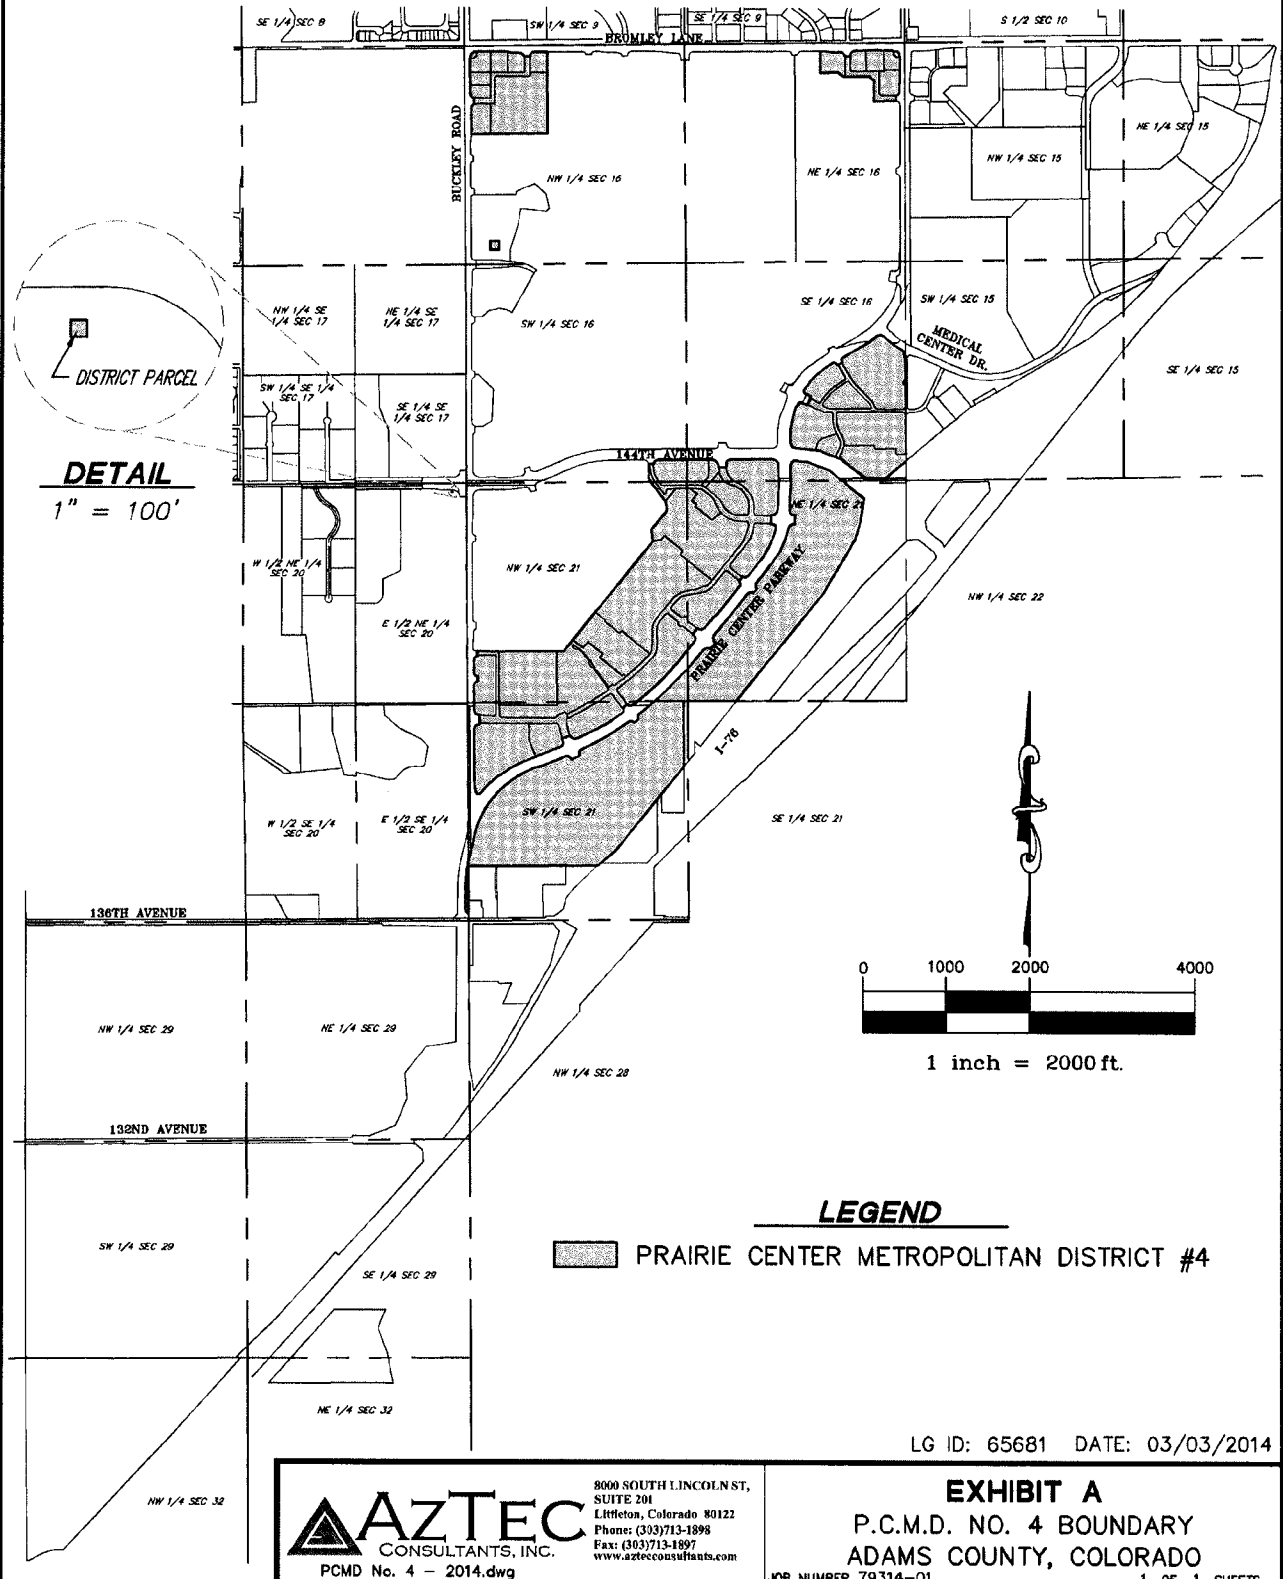 SE 1/4 SEC 8
SW 1/4 SEC 9
SE 1/4 SEC 9
S 1/2 SEC 10
BROMLEY LANE
BUCKLEY ROAD
NW 1/4 SEC 16
NE 1/4 SEC 16
NW 1/4 SEC 15
NE 1/4 SEC 15
NW 1/4 SE
1/4 SEC 17
NE 1/4 SE
1/4 SEC 17
SW 1/4 SEC 16
SE 1/4 SEC 16
SW 1/4 SEC 15
MEDICAL
CENTER DR.
SE 1/4 SEC 15
DISTRICT PARCEL
SW 1/4 SE 1/4
SEC 17
SE 1/4 SE
1/4 SEC 17
DETAIL
1" = 100'
144TH AVENUE
NE 1/4 SEC 21
W 1/2 NE 1/4
SEC 20
NW 1/4 SEC 21
PRAIRIE CENTER PARKWAY
NW 1/4 SEC 22
E 1/2 NE 1/4
SEC 20
I-76
W 1/2 SE 1/4
SEC 20
E 1/2 SE 1/4
SEC 20
SW 1/4 SEC 21
SE 1/4 SEC 21
136TH AVENUE
0 1000 2000 4000
1 inch = 2000 ft.
NW 1/4 SEC 29
NE 1/4 SEC 29
NW 1/4 SEC 28
132ND AVENUE
SW 1/4 SEC 29
SE 1/4 SEC 29
LEGEND
PRAIRIE CENTER METROPOLITAN DISTRICT #4
NE 1/4 SEC 32
NW 1/4 SEC 32
LG ID: 65681 DATE: 03/03/2014
AZTEC
CONSULTANTS, INC.
PCMD No. 4 - 2014.dwg
8000 SOUTH LINCOLN ST,
SUITE 201
Littleton, Colorado 80122
Phone: (303)713-1898
Fax: (303)713-1897
www.aztecconsultants.com
EXHIBIT A
P.C.M.D. NO. 4 BOUNDARY
ADAMS COUNTY, COLORADO
JOB NUMBER 79314-01 1 OF 1 SHEETS